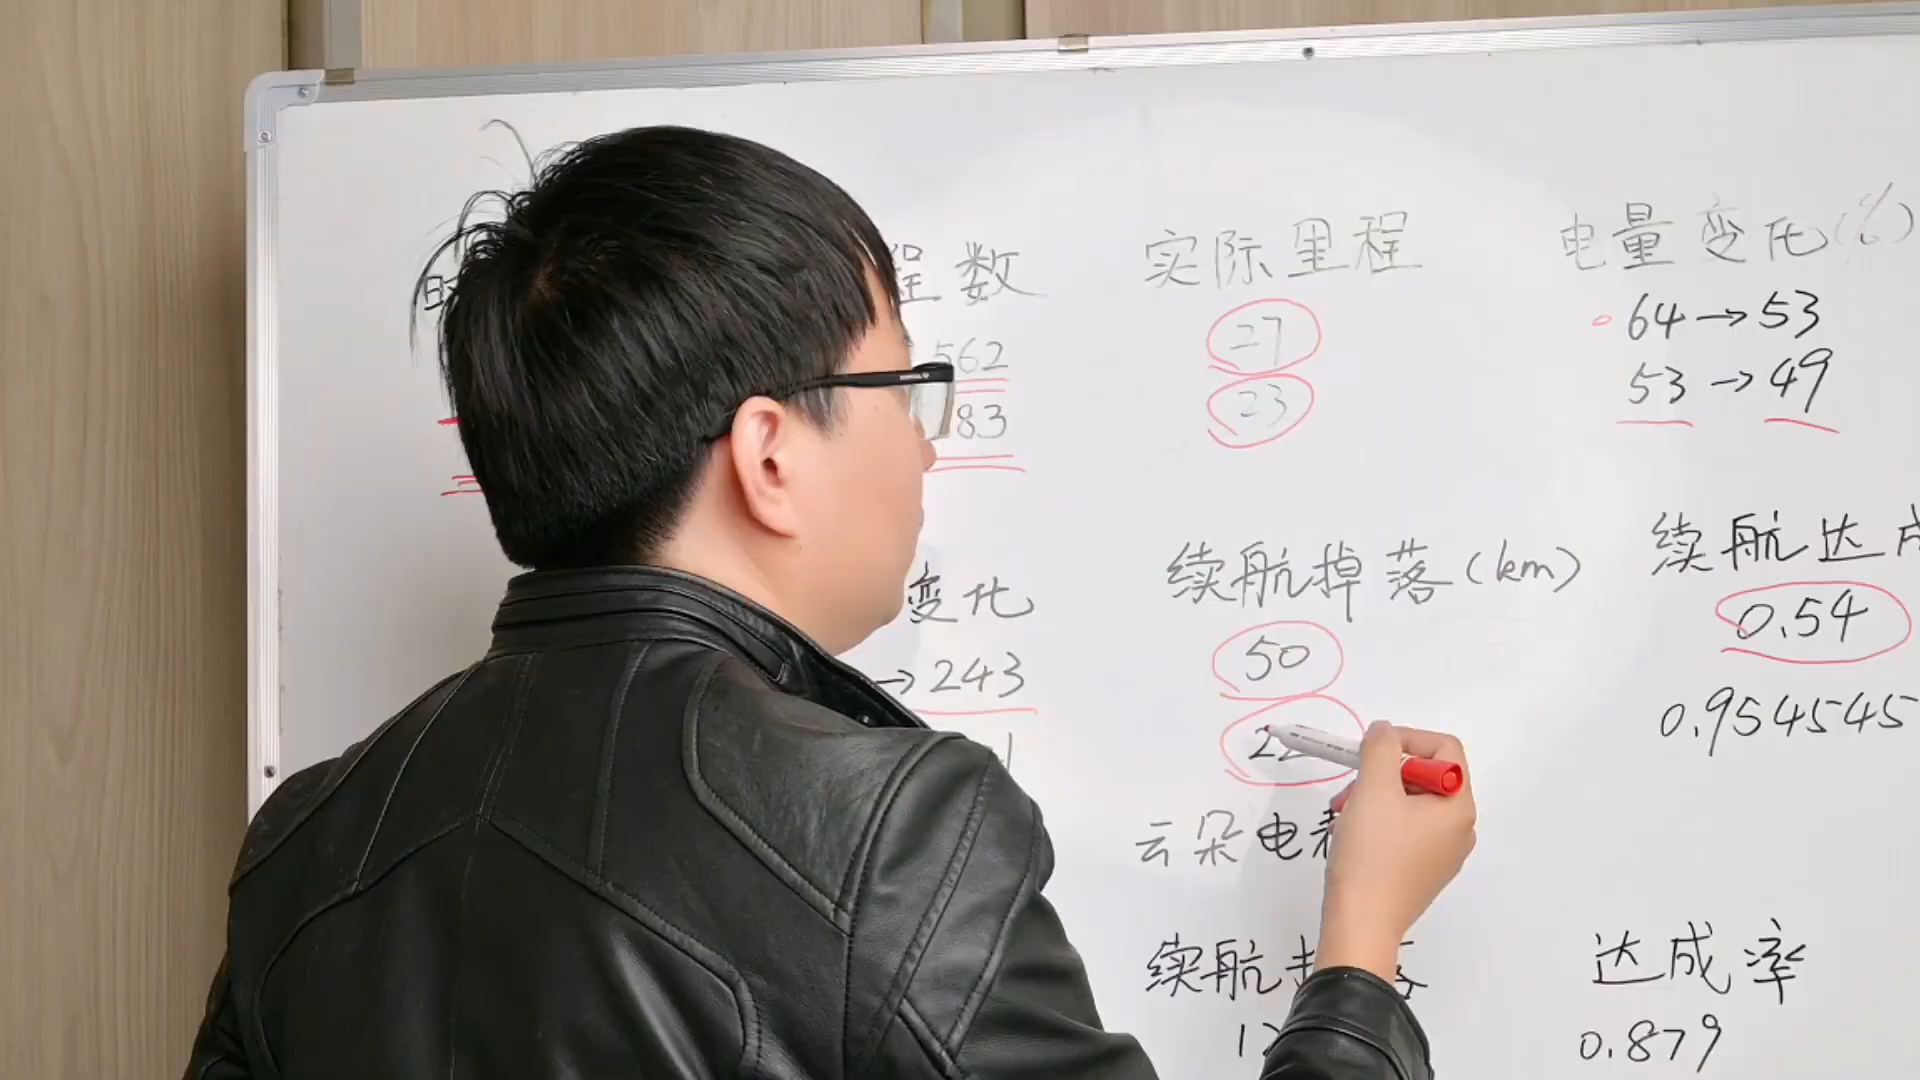 程数 实际里程 电量变化(%)
562 27 64→53
83 23 53→49
变化 续航掉落(km) 续航达
→243 50 0.54
0.954545
云朵电
续航 达成率
0.879